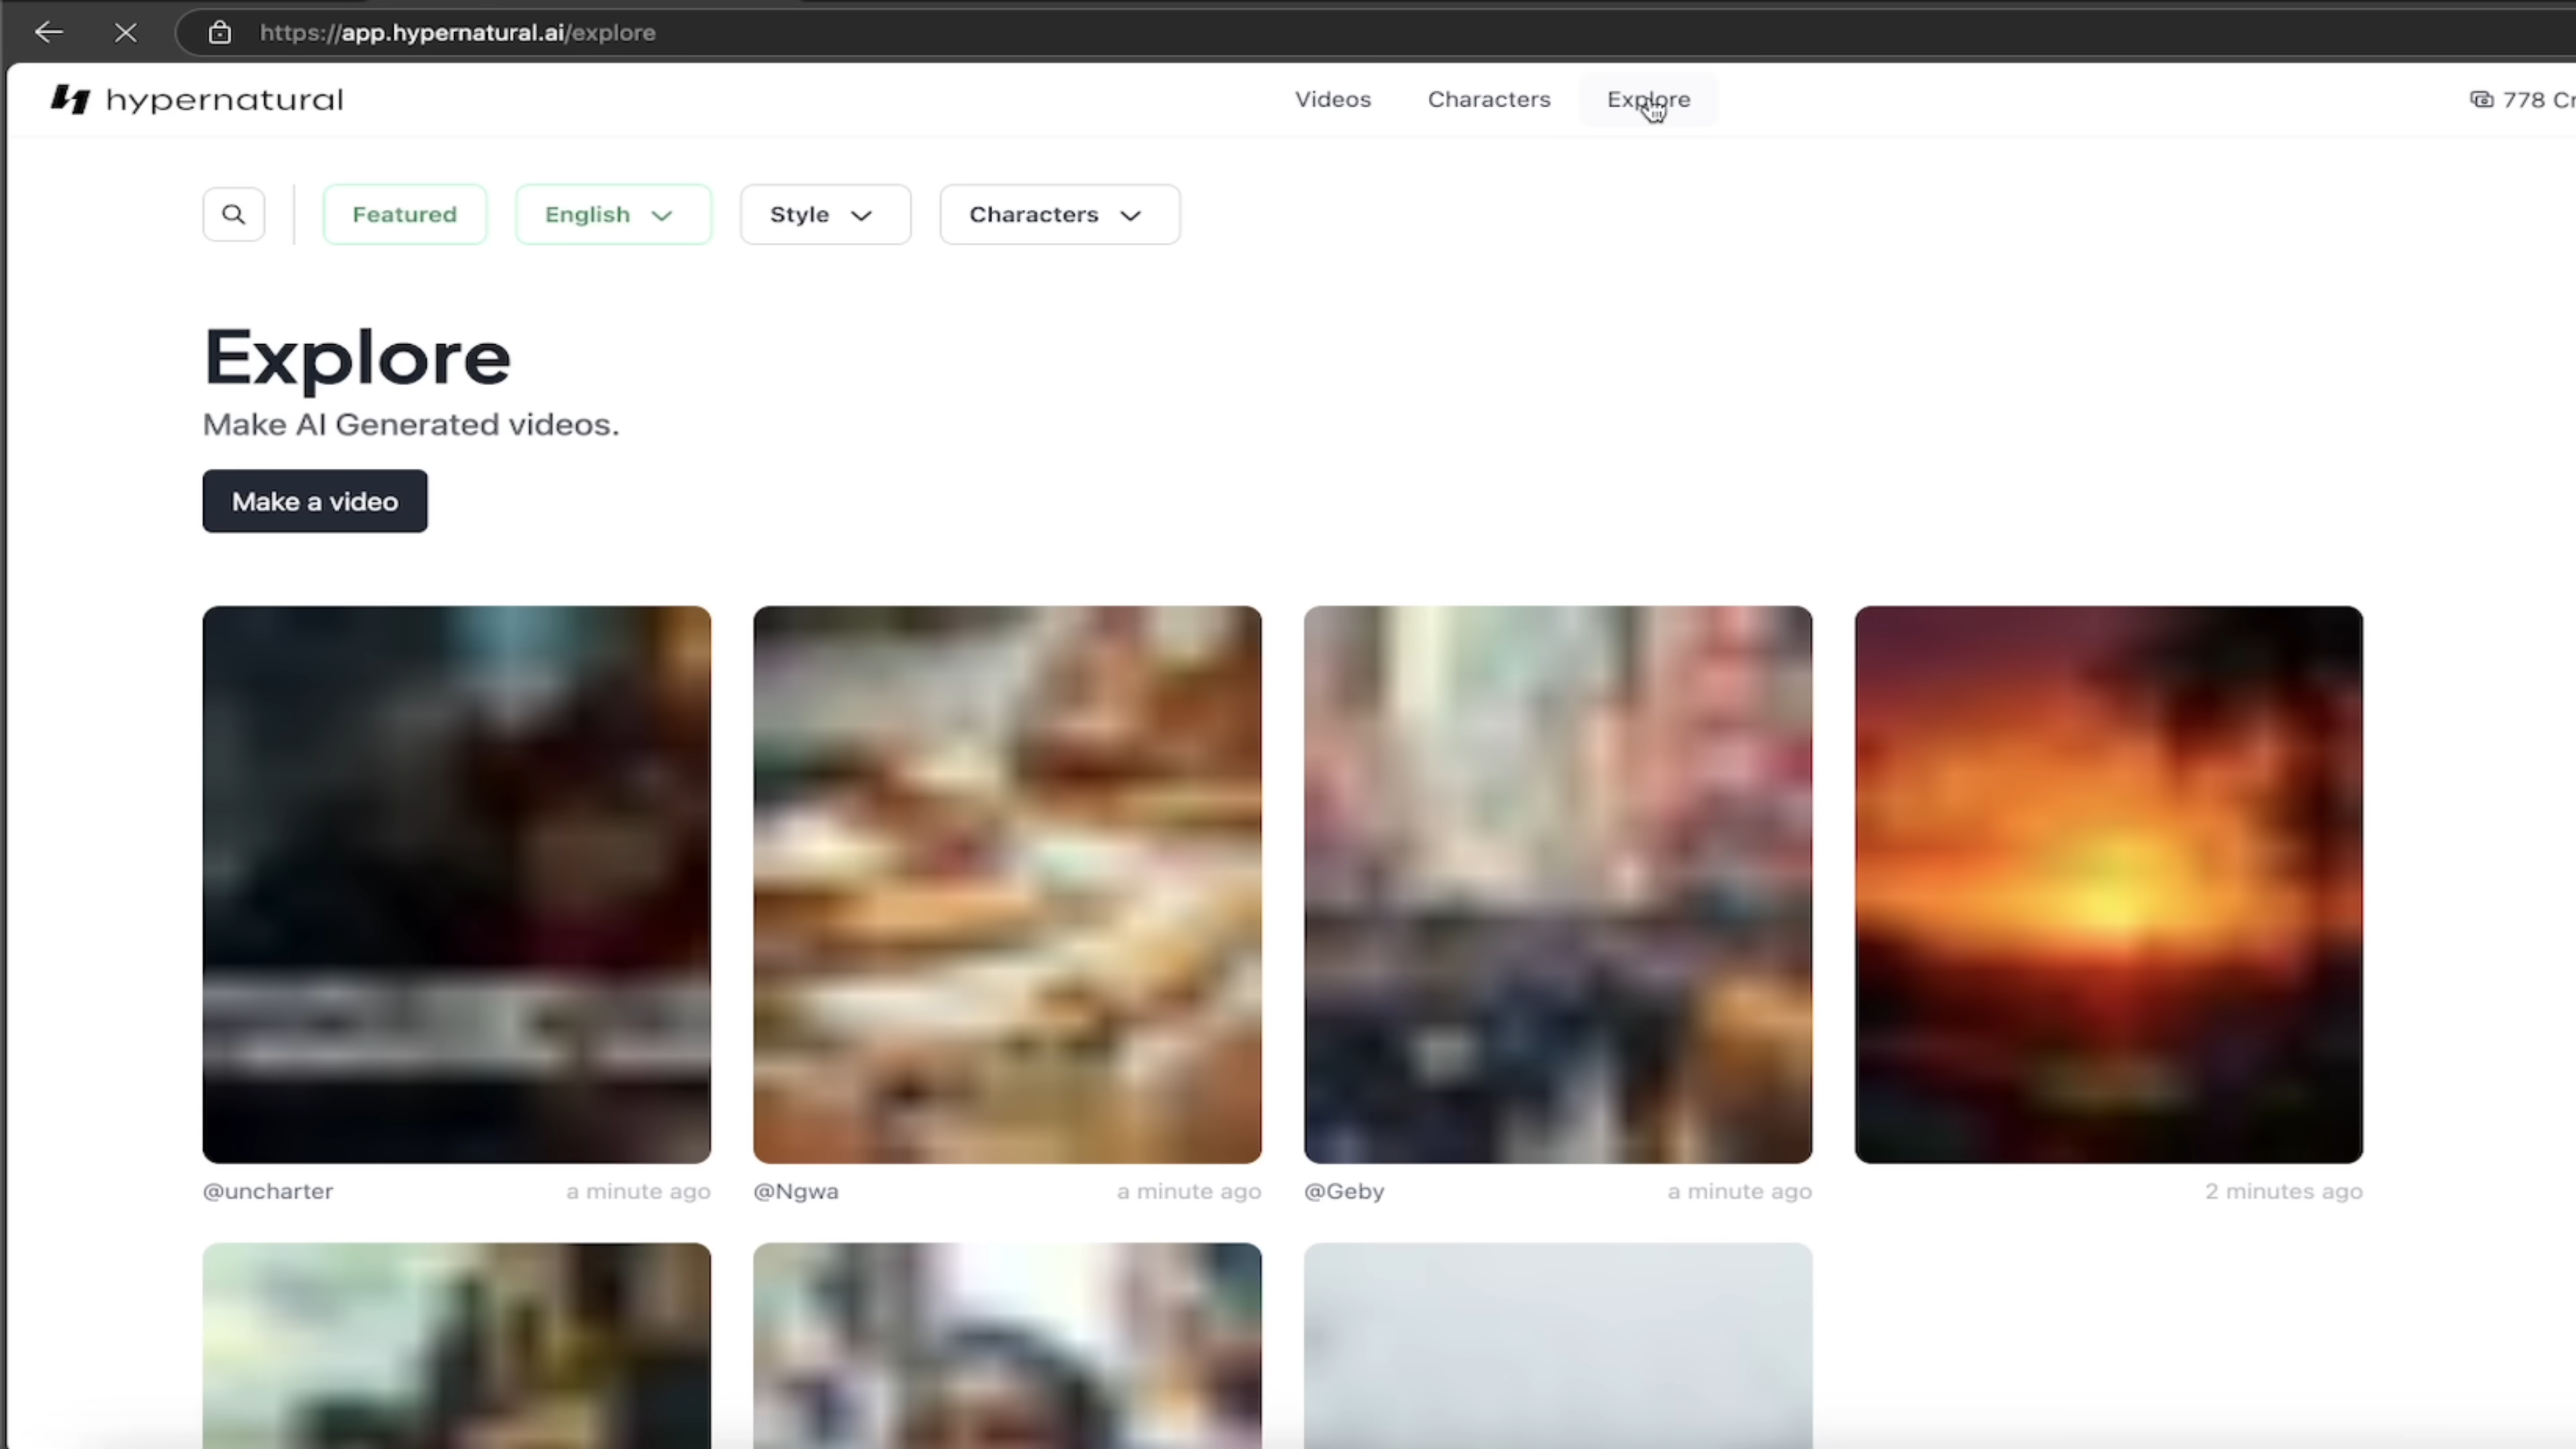 https://app.hypernatural.ai/explore
hypernatural
Videos Characters Explore
778
Featured English Style Characters
Explore
Make AI Generated videos.
Make a video
@uncharter a minute ago @Ngwa a minute ago @Geby a minute ago 2 minutes ago